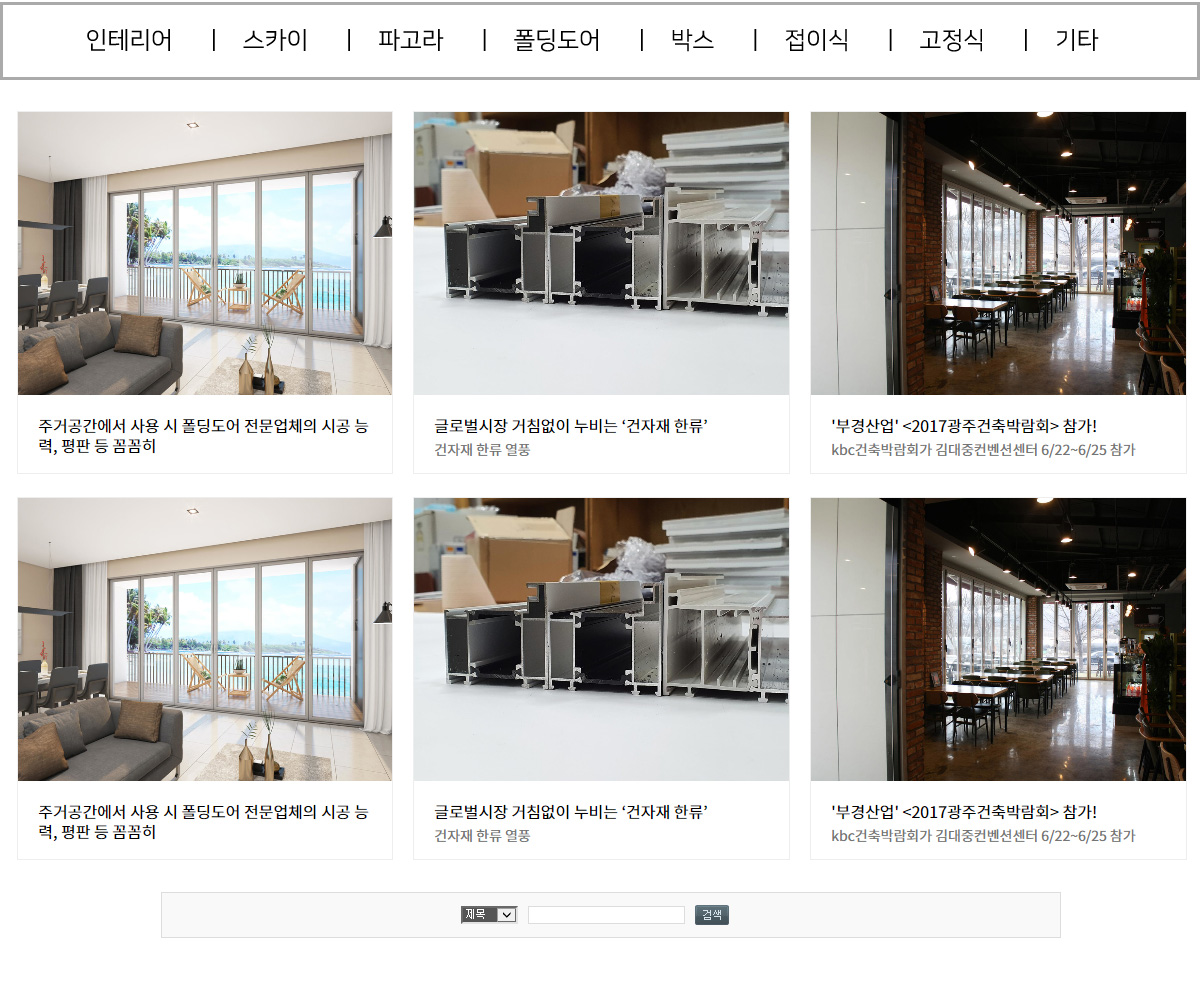 인테리어 | 스카이 | 파고라 | 폴딩도어 | 박스 | 접이식 | 고정식 | 기타
주거공간에서 사용 시 폴딩도어 전문업체의 시공 능
력, 평판 등 꼼꼼히
글로벌시장 거침없이 누비는 ‘건자재 한류’
건자재 한류 열풍
'부경산업' <2017광주건축박람회> 참가!
kbc건축박람회가 김대중컨벤션센터 6/22~6/25 참가
주거공간에서 사용 시 폴딩도어 전문업체의 시공 능
력, 평판 등 꼼꼼히
글로벌시장 거침없이 누비는 ‘건자재 한류’
건자재 한류 열풍
'부경산업' <2017광주건축박람회> 참가!
kbc건축박람회가 김대중컨벤션센터 6/22~6/25 참가
제목 검색